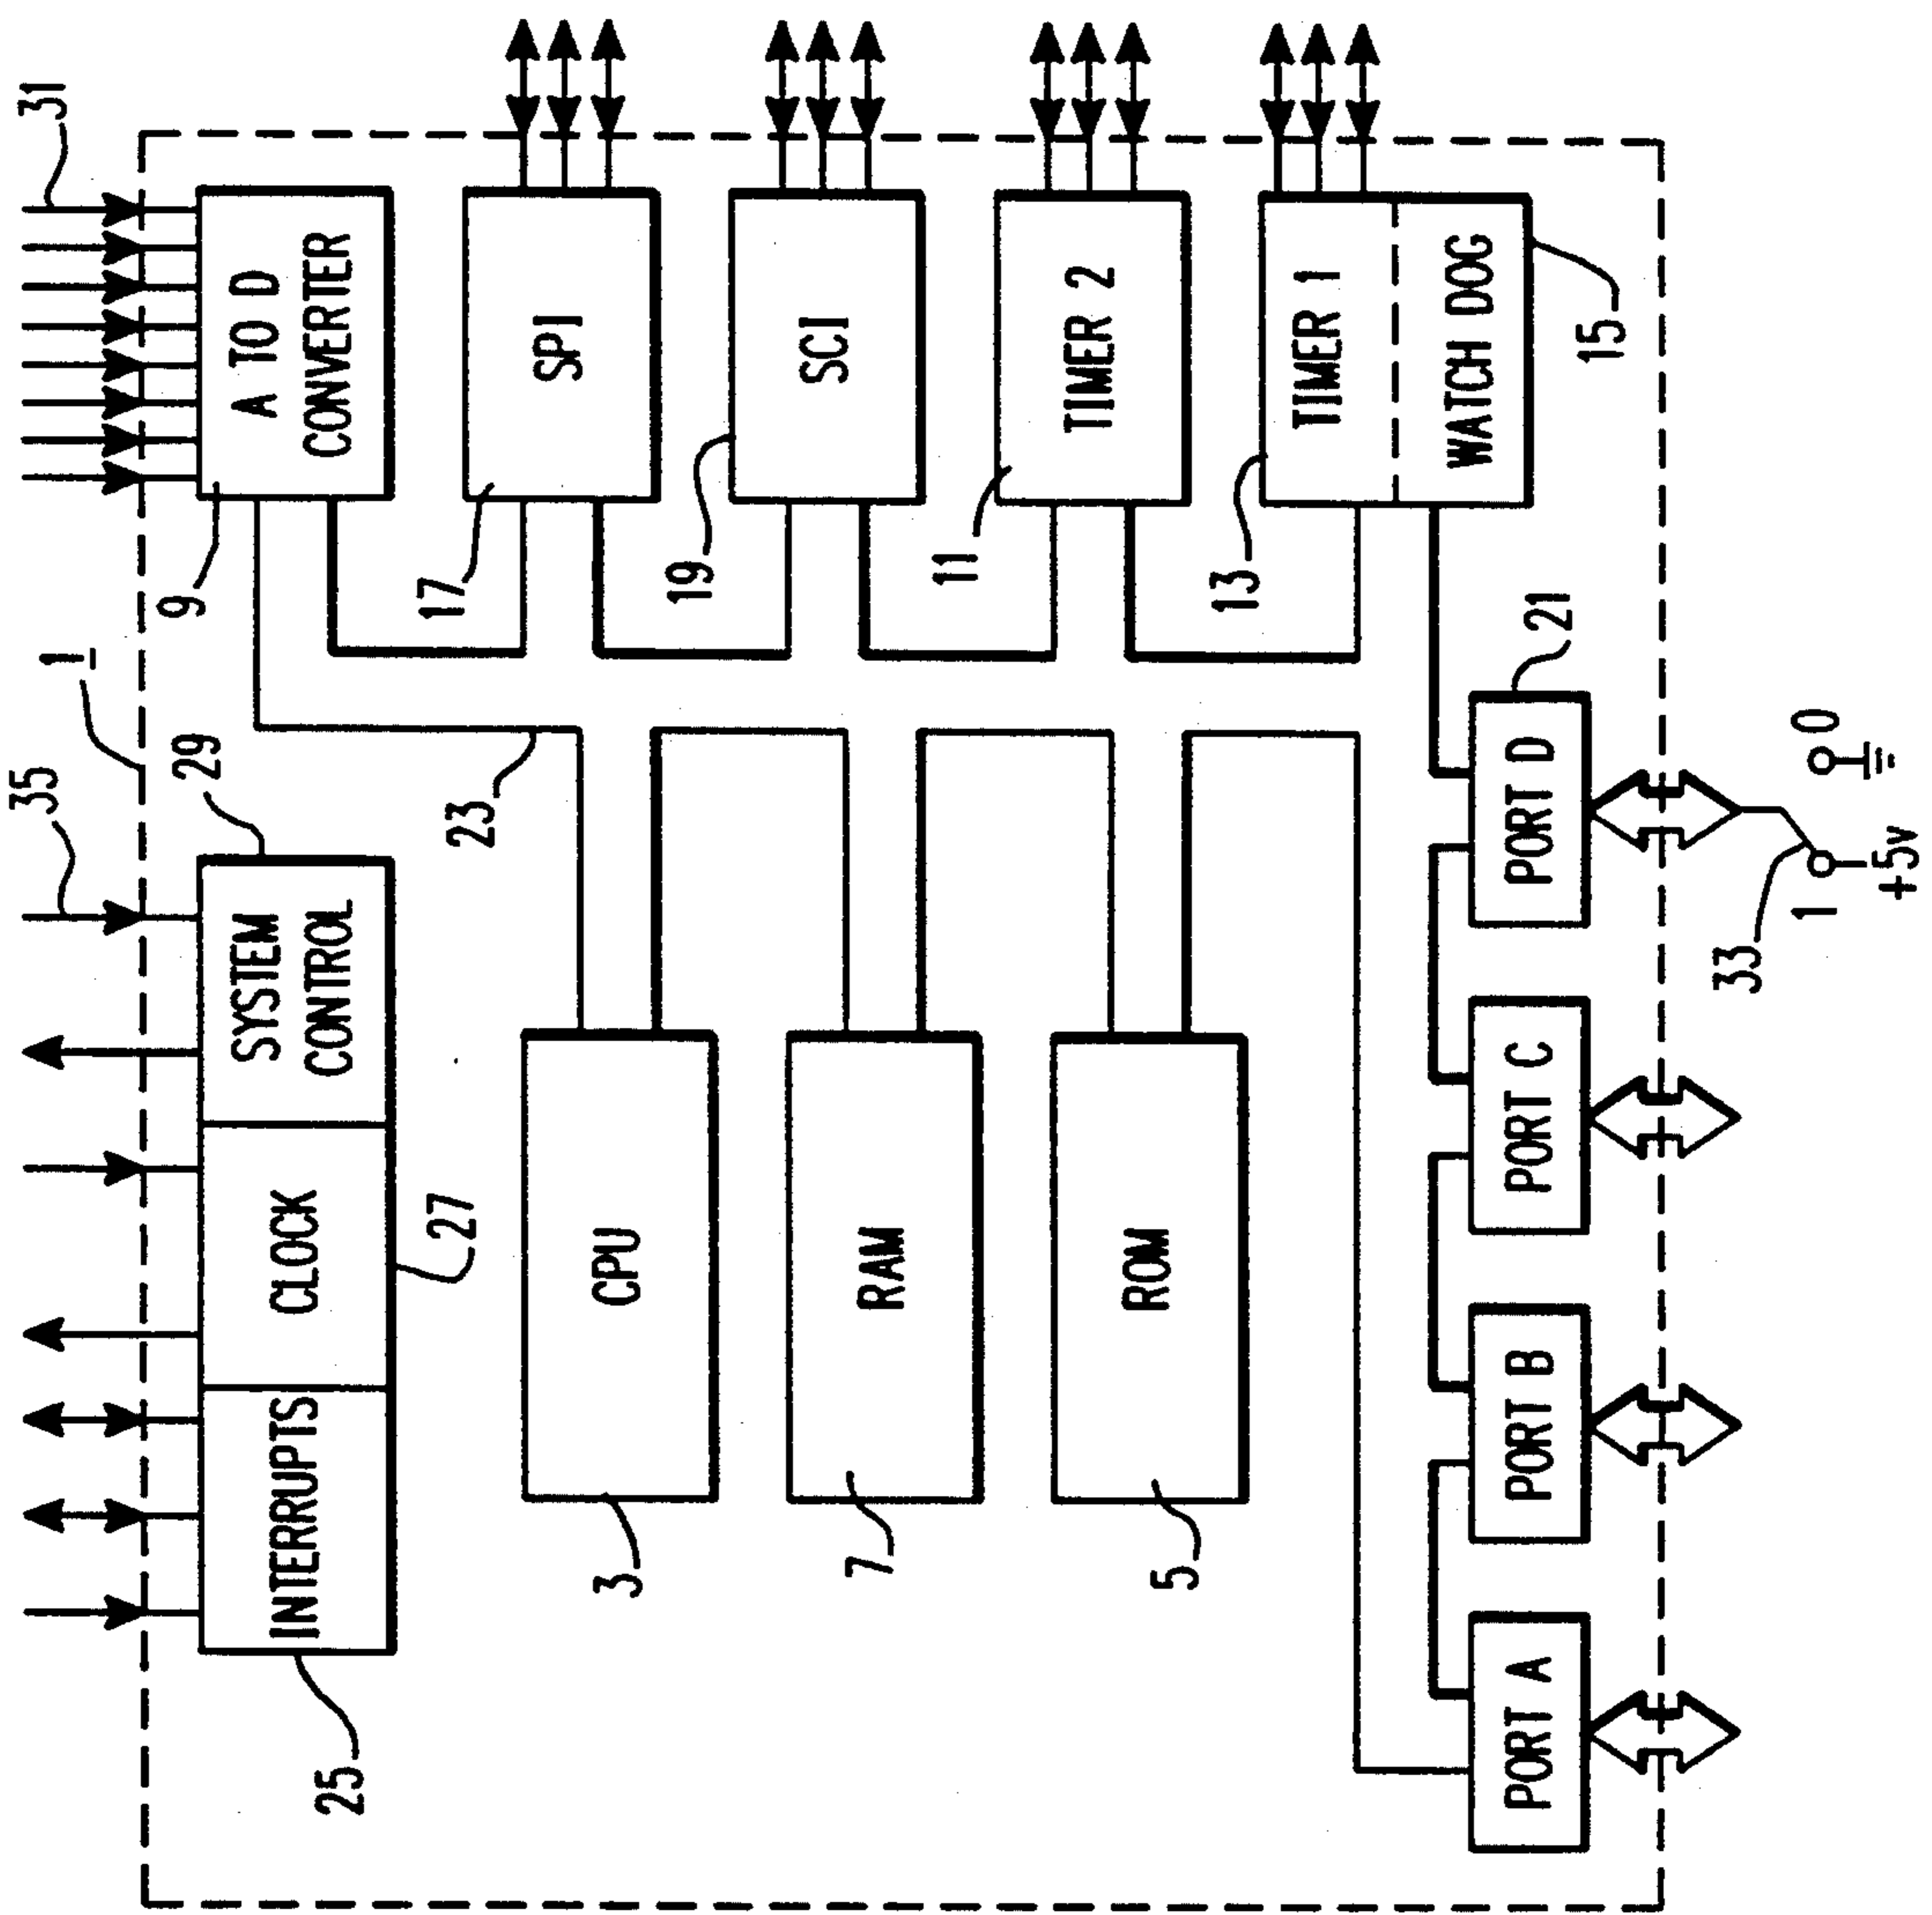 31
A TO D
CONVERTER
9
SPI
17
SCI
19
TIMER 2
11
TIMER 1
WATCH DOG
13
15
1
35
29
SYSTEM
CONTROL
CLOCK
27
INTERRUPTS
25
23
CPU
3
RAM
7
ROM
5
21
PORT D
PORT C
PORT B
PORT A
33
0
1
+5v